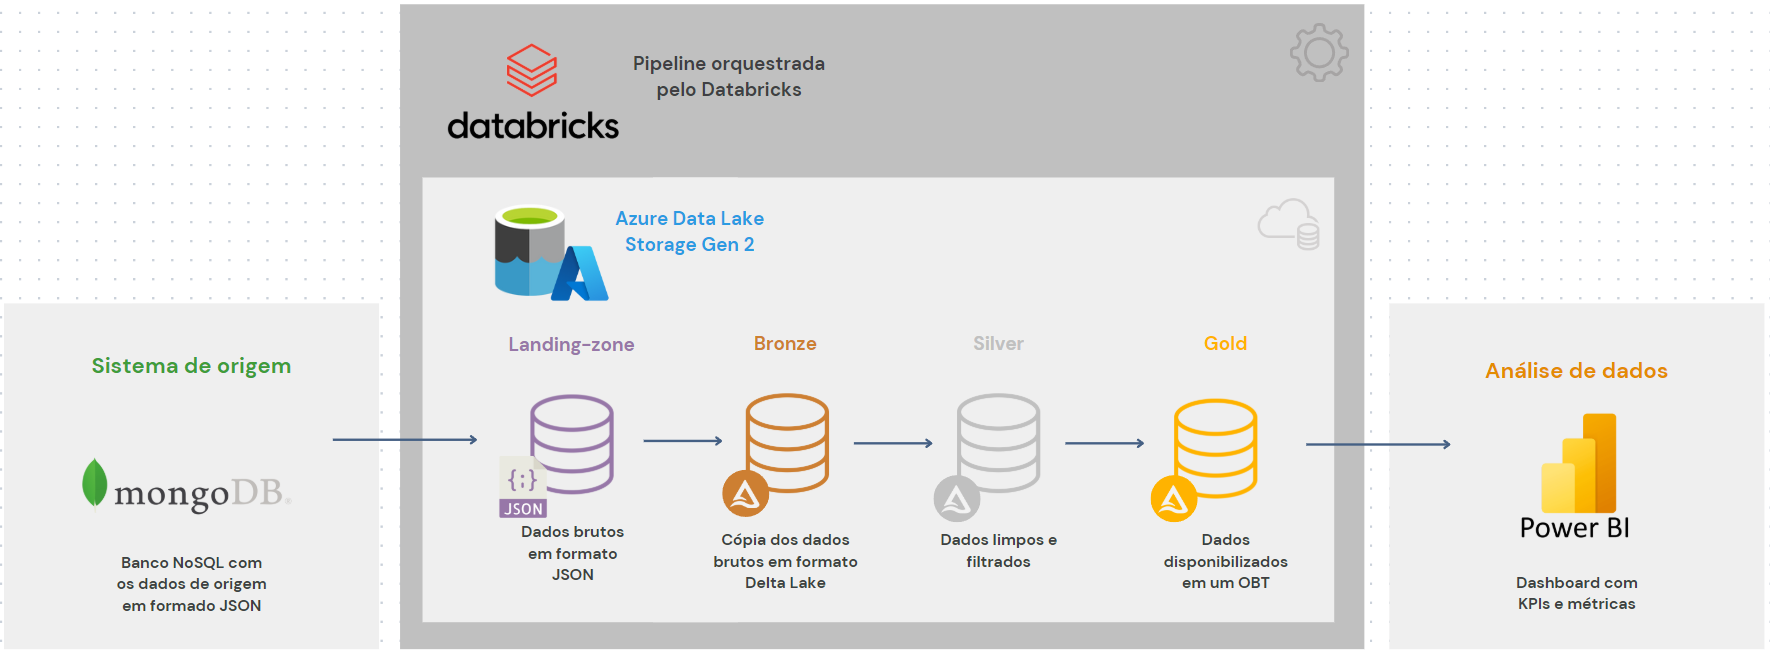 databricks
Pipeline orquestrada
pelo Databricks
Azure Data Lake
Storage Gen 2
Sistema de origem
mongoDB
Banco NoSQL com
os dados de origem
em formado JSON
Landing-zone
{;}
JSON
Dados brutos
em formato
JSON
Bronze
Cópia dos dados
brutos em formato
Delta Lake
Silver
Dados limpos e
filtrados
Gold
Dados
disponibilizados
em um OBT
Análise de dados
Power BI
Dashboard com
KPIs e métricas